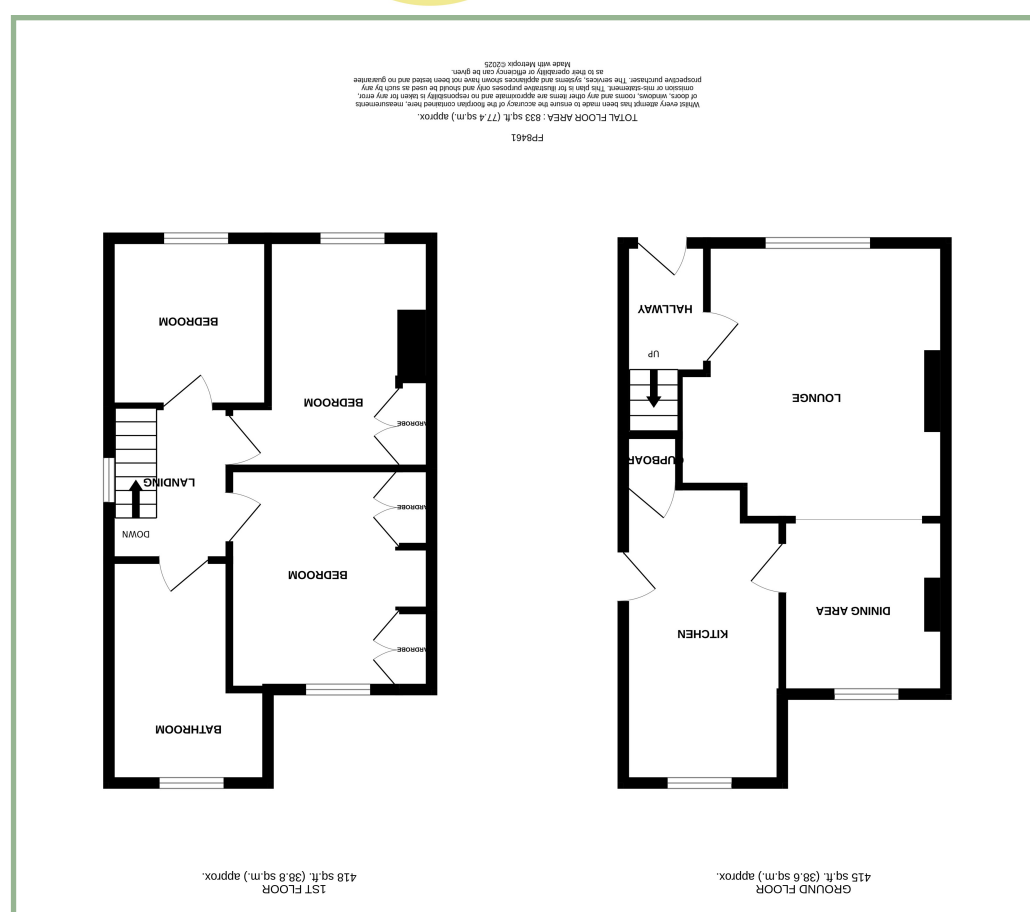 GROUND FLOOR
415 sq.ft. (38.6 sq.m.) approx.
1ST FLOOR
418 sq.ft. (38.8 sq.m.) approx.
KITCHEN
DINING AREA
CUPBOARD
LOUNGE
UP
HALLWAY
BATHROOM
DOWN
LANDING
BEDROOM
ARDROBE
ARDROBE
ARDROBE
BEDROOM
BEDROOM
FP8461
TOTAL FLOOR AREA : 833 sq.ft. (77.4 sq.m.) approx.
Whilst every attempt has been made to ensure the accuracy of the floorplan contained here, measurements
of doors, windows, rooms and any other items are approximate and no responsibility is taken for any error,
omission or mis-statement. This plan is for illustrative purposes only and should be used as such by any
prospective purchaser. The services, systems and appliances shown have not been tested and no guarantee
as to their operability or efficiency can be given.
Made with Metropix ©2025